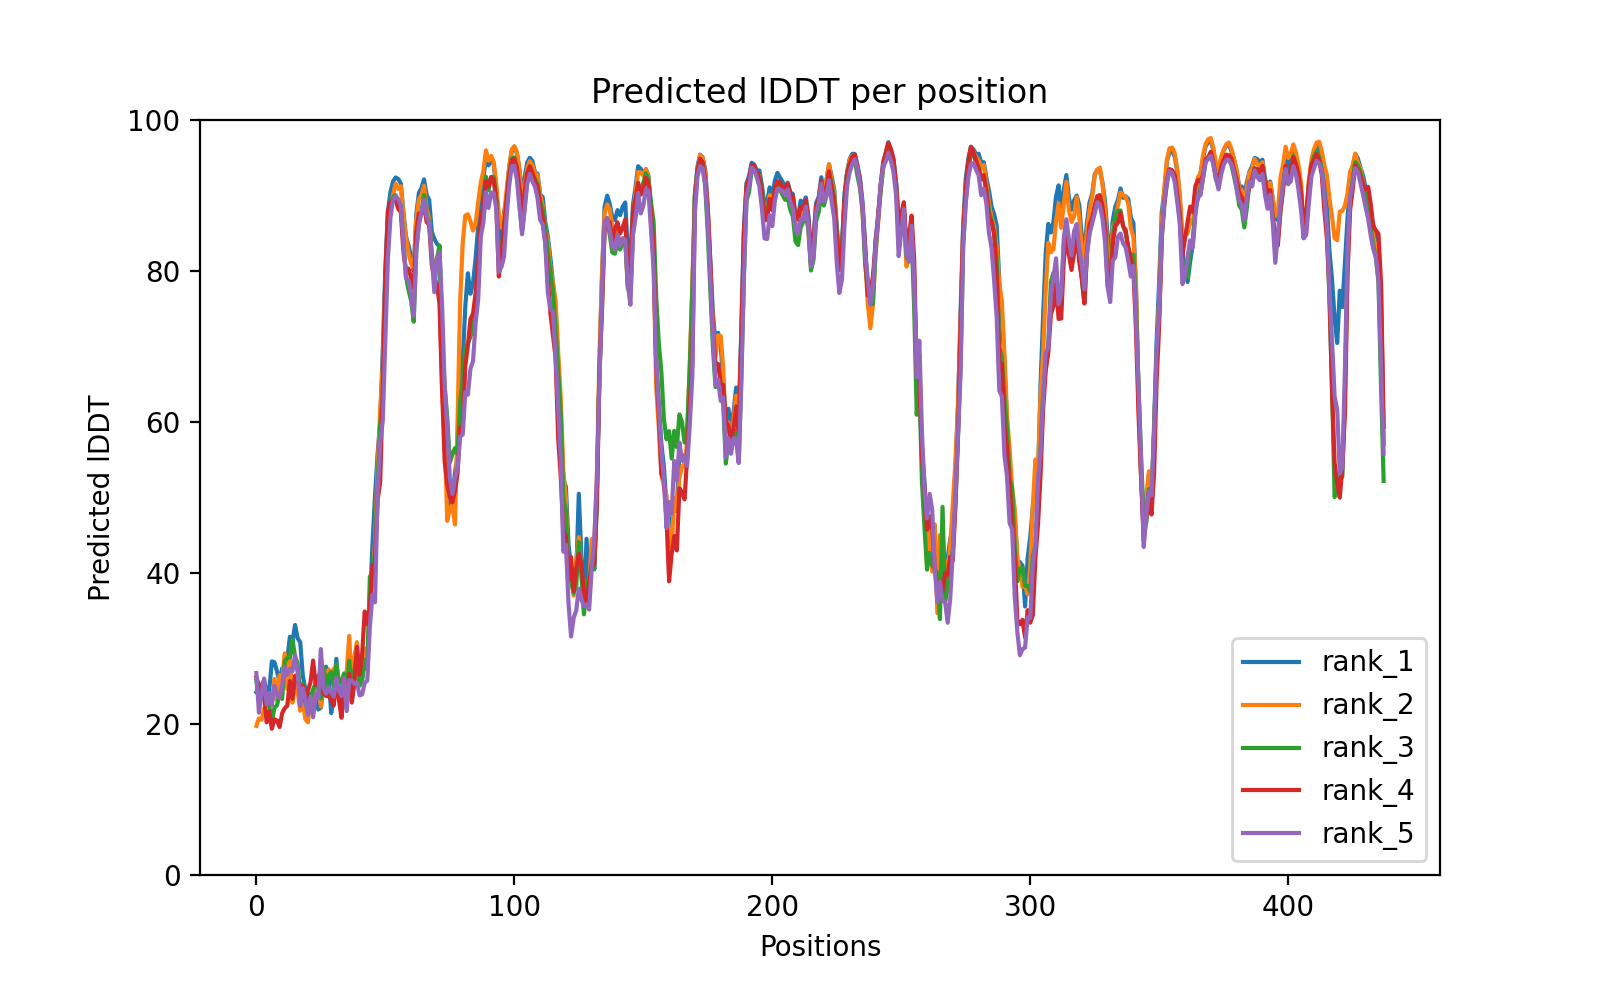 Predicted lDDT per position
100
80
60
40
20
0
Predicted lDDT
0 100 200 300 400
Positions
rank_1
rank_2
rank_3
rank_4
rank_5